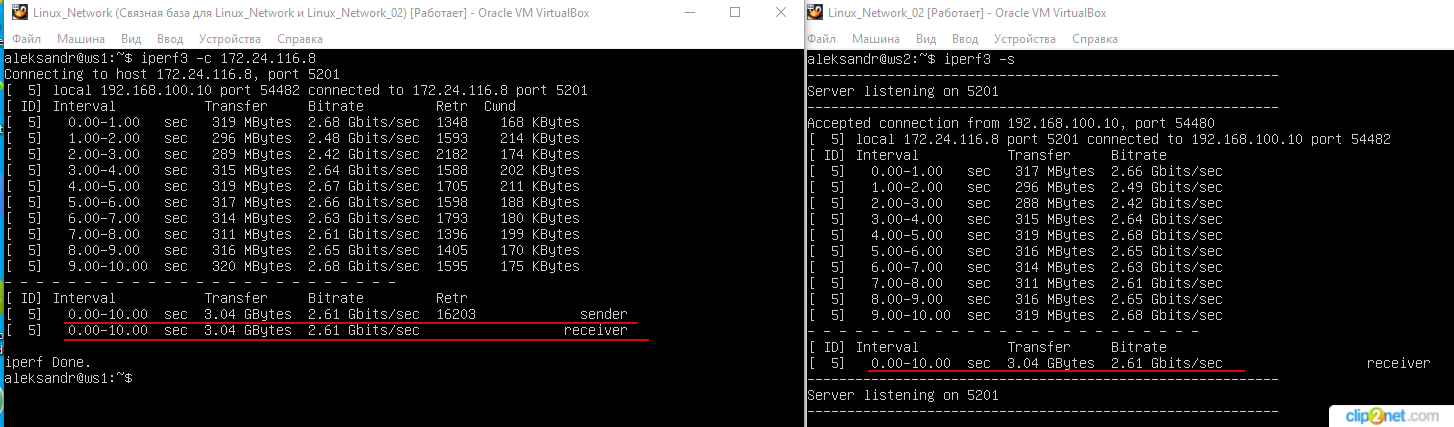 Linux_Network (Связная база для Linux_Network и Linux_Network_02) [Работает] - Oracle VM VirtualBox
Файл Машина Вид Ввод Устройства Справка
aleksandr@ws1:~$ iperf3 -c 172.24.116.8
Connecting to host 172.24.116.8, port 5201
[  5] local 192.168.100.10 port 54482 connected to 172.24.116.8 port 5201
[ ID] Interval           Transfer     Bitrate         Retr  Cwnd
[  5]   0.00-1.00   sec   319 MBytes  2.68 Gbits/sec  1348    168 KBytes
[  5]   1.00-2.00   sec   296 MBytes  2.48 Gbits/sec  1593    214 KBytes
[  5]   2.00-3.00   sec   289 MBytes  2.42 Gbits/sec  2182    174 KBytes
[  5]   3.00-4.00   sec   315 MBytes  2.64 Gbits/sec  1588    202 KBytes
[  5]   4.00-5.00   sec   319 MBytes  2.67 Gbits/sec  1705    211 KBytes
[  5]   5.00-6.00   sec   317 MBytes  2.66 Gbits/sec  1598    188 KBytes
[  5]   6.00-7.00   sec   314 MBytes  2.63 Gbits/sec  1793    180 KBytes
[  5]   7.00-8.00   sec   311 MBytes  2.61 Gbits/sec  1396    199 KBytes
[  5]   8.00-9.00   sec   316 MBytes  2.65 Gbits/sec  1405    170 KBytes
[  5]   9.00-10.00  sec   320 MBytes  2.68 Gbits/sec  1595    175 KBytes
- - - - - - - - - - - - - - - - - - - - - - - - -
[ ID] Interval           Transfer     Bitrate         Retr
[  5]   0.00-10.00  sec  3.04 GBytes  2.61 Gbits/sec  16203             sender
[  5]   0.00-10.00  sec  3.04 GBytes  2.61 Gbits/sec                  receiver
iperf Done.
aleksandr@ws1:~$
Linux_Network_02 [Работает] - Oracle VM VirtualBox
Файл Машина Вид Ввод Устройства Справка
aleksandr@ws2:~$ iperf3 -s
-----------------------------------------------------------
Server listening on 5201
-----------------------------------------------------------
Accepted connection from 192.168.100.10, port 54480
[  5] local 172.24.116.8 port 5201 connected to 192.168.100.10 port 54482
[ ID] Interval           Transfer     Bitrate
[  5]   0.00-1.00   sec   317 MBytes  2.66 Gbits/sec
[  5]   1.00-2.00   sec   296 MBytes  2.49 Gbits/sec
[  5]   2.00-3.00   sec   288 MBytes  2.42 Gbits/sec
[  5]   3.00-4.00   sec   315 MBytes  2.64 Gbits/sec
[  5]   4.00-5.00   sec   319 MBytes  2.68 Gbits/sec
[  5]   5.00-6.00   sec   316 MBytes  2.65 Gbits/sec
[  5]   6.00-7.00   sec   314 MBytes  2.63 Gbits/sec
[  5]   7.00-8.00   sec   311 MBytes  2.61 Gbits/sec
[  5]   8.00-9.00   sec   316 MBytes  2.65 Gbits/sec
[  5]   9.00-10.00  sec   319 MBytes  2.68 Gbits/sec
- - - - - - - - - - - - - - - - - - - - - - - - -
[ ID] Interval           Transfer     Bitrate
[  5]   0.00-10.00  sec  3.04 GBytes  2.61 Gbits/sec                  receiver
-----------------------------------------------------------
Server listening on 5201
-----------------------------------------------------------
clip2net.com